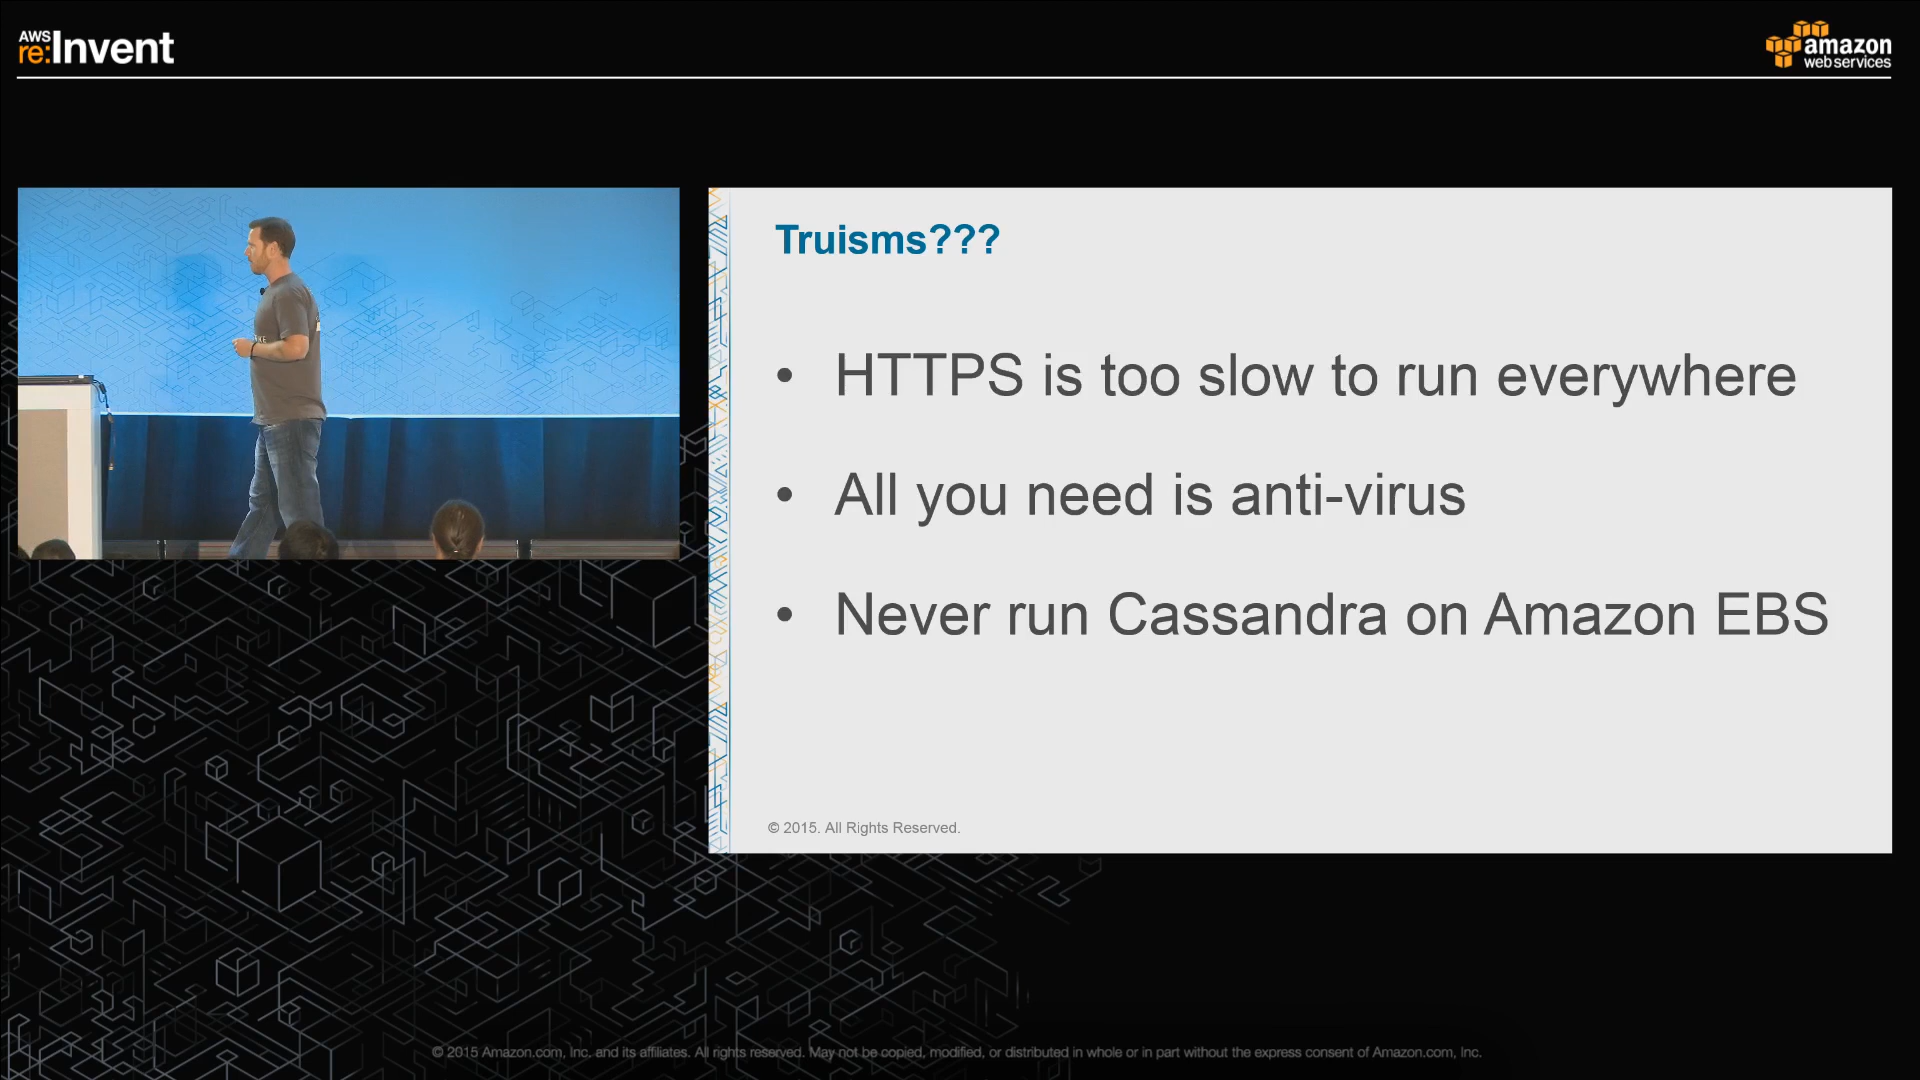 AWS
re:Invent
amazon
web services
Truisms???
• HTTPS is too slow to run everywhere
• All you need is anti-virus
• Never run Cassandra on Amazon EBS
© 2015. All Rights Reserved.
© 2015 Amazon.com, Inc. and its affiliates. All rights reserved. May not be copied, modified, or distributed in whole or in part without the express consent of Amazon.com, Inc.